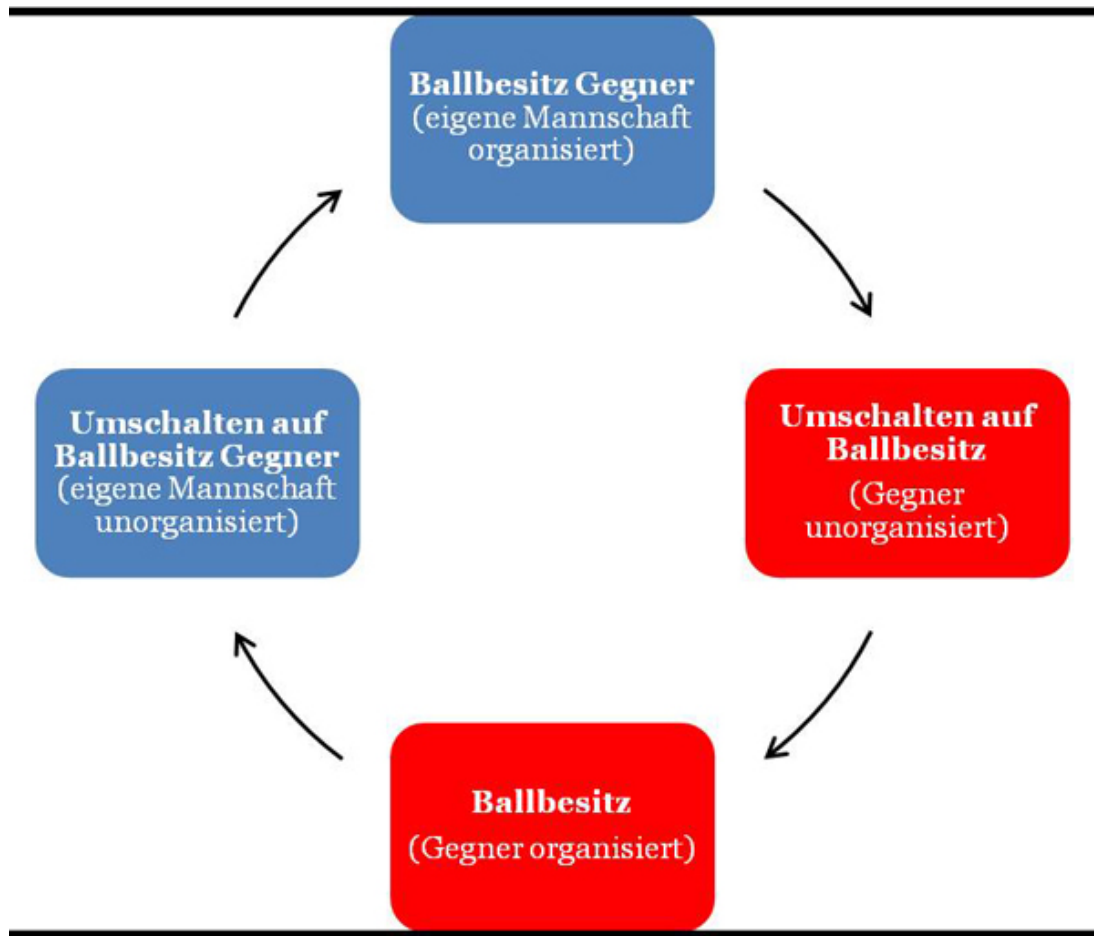 Ballbesitz Gegner
(eigene Mannschaft
organisiert)
Umschalten auf
Ballbesitz
(Gegner
unorganisiert)
Ballbesitz
(Gegner organisiert)
Umschalten auf
Ballbesitz Gegner
(eigene Mannschaft
unorganisiert)